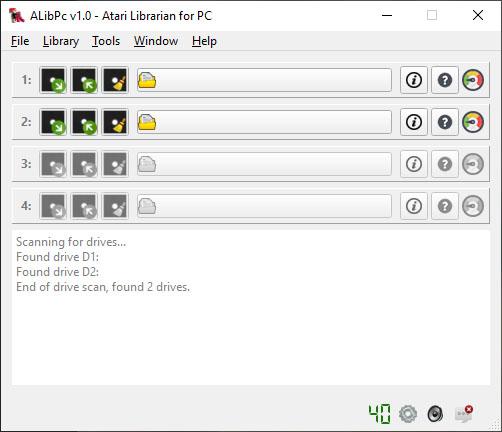 ALibPc v1.0 - Atari Librarian for PC
File Library Tools Window Help
1:
2:
3:
4:
Scanning for drives...
Found drive D1:
Found drive D2:
End of drive scan, found 2 drives.
40